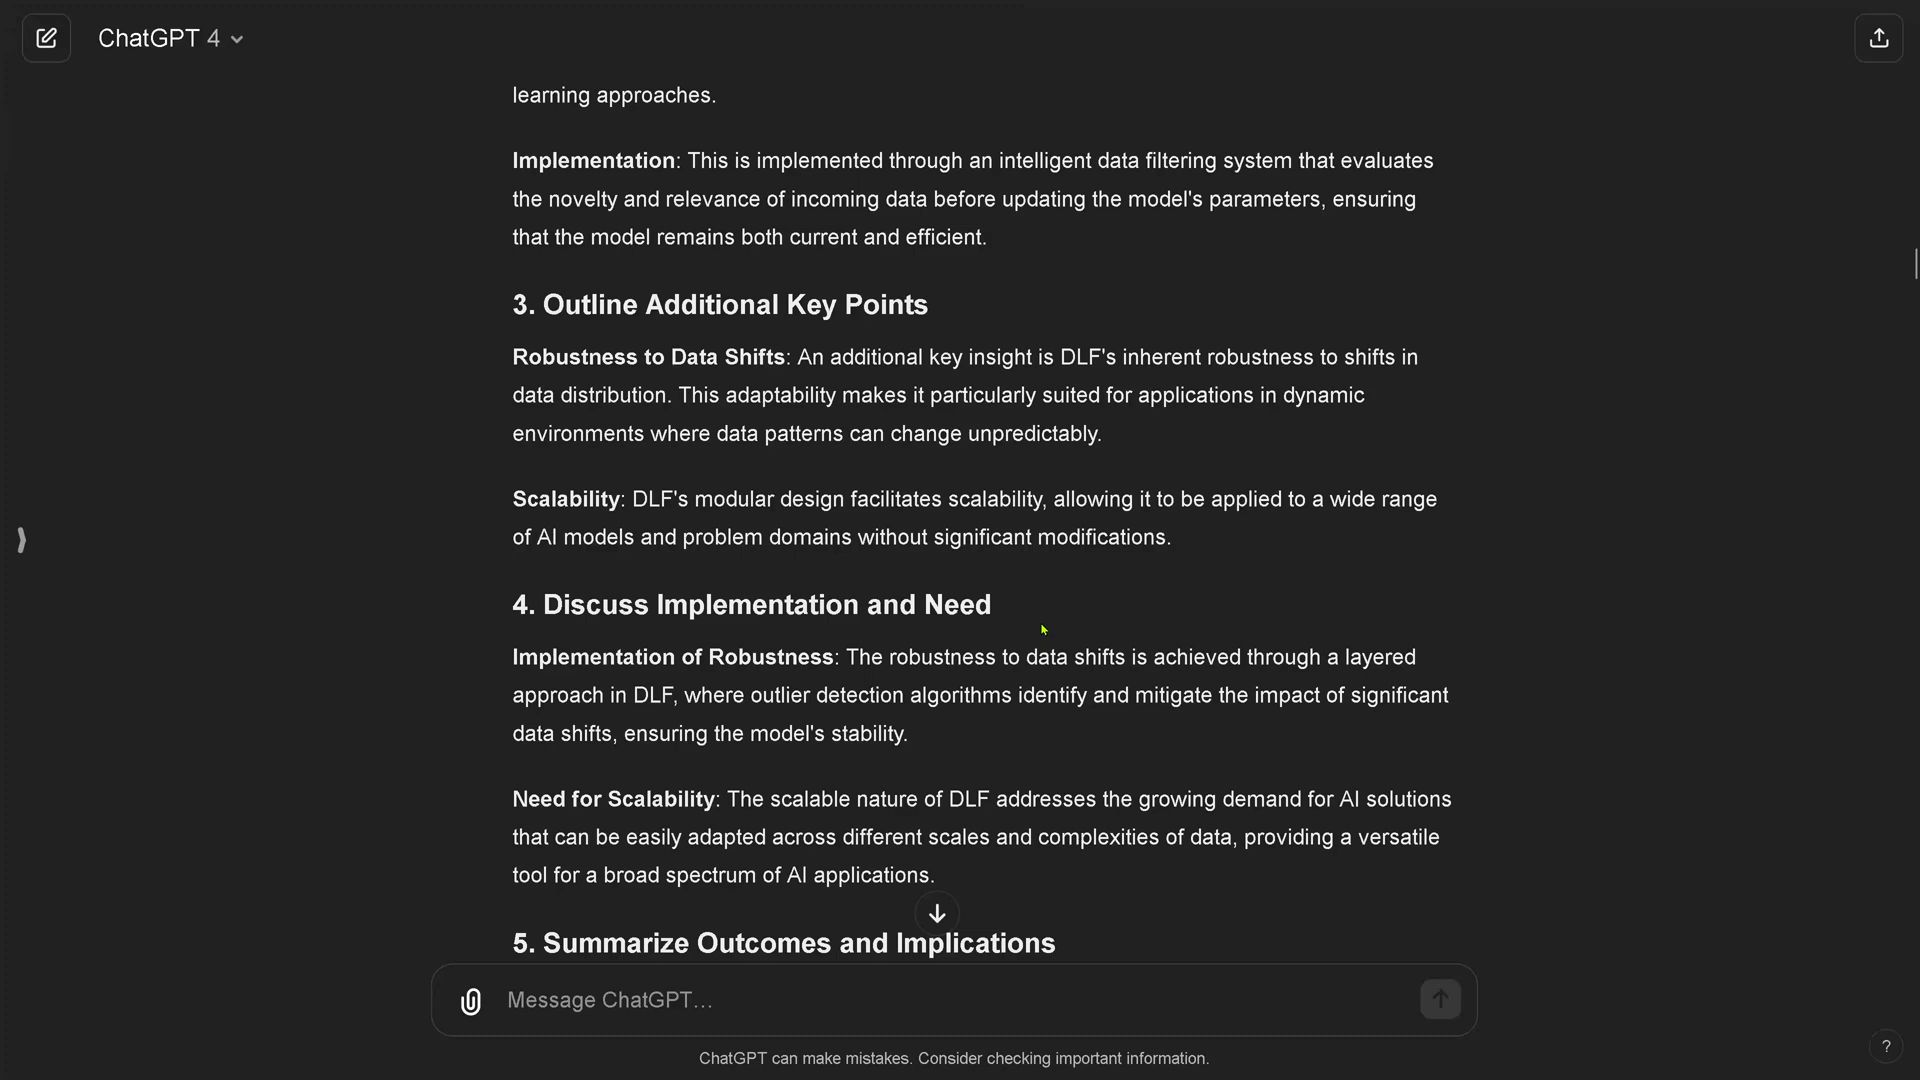 ChatGPT 4
learning approaches.
Implementation: This is implemented through an intelligent data filtering system that evaluates
the novelty and relevance of incoming data before updating the model's parameters, ensuring
that the model remains both current and efficient.
3. Outline Additional Key Points
Robustness to Data Shifts: An additional key insight is DLF's inherent robustness to shifts in
data distribution. This adaptability makes it particularly suited for applications in dynamic
environments where data patterns can change unpredictably.
Scalability: DLF's modular design facilitates scalability, allowing it to be applied to a wide range
of AI models and problem domains without significant modifications.
4. Discuss Implementation and Need
Implementation of Robustness: The robustness to data shifts is achieved through a layered
approach in DLF, where outlier detection algorithms identify and mitigate the impact of significant
data shifts, ensuring the model's stability.
Need for Scalability: The scalable nature of DLF addresses the growing demand for AI solutions
that can be easily adapted across different scales and complexities of data, providing a versatile
tool for a broad spectrum of AI applications.
5. Summarize Outcomes and Implications
Message ChatGPT…
ChatGPT can make mistakes. Consider checking important information.
?